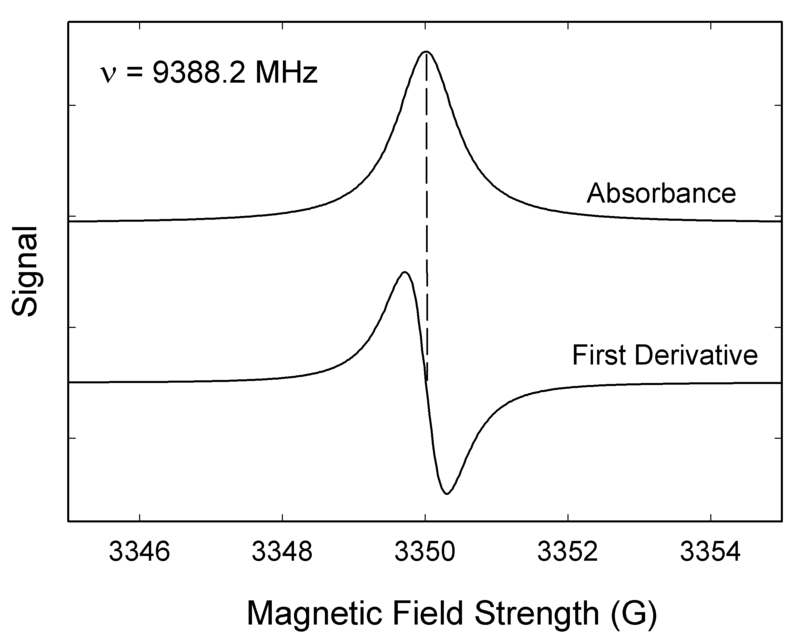 ν = 9388.2 MHz
Absorbance
First Derivative
Signal
3346 3348 3350 3352 3354
Magnetic Field Strength (G)